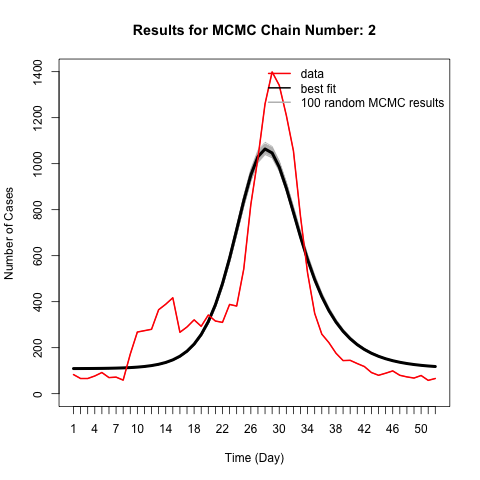 Results for MCMC Chain Number: 2
data
best fit
100 random MCMC results
Number of Cases
1400
1200
1000
800
600
400
200
0
1 4 7 10 14 18 22 26 30 34 38 42 46 50
Time (Day)